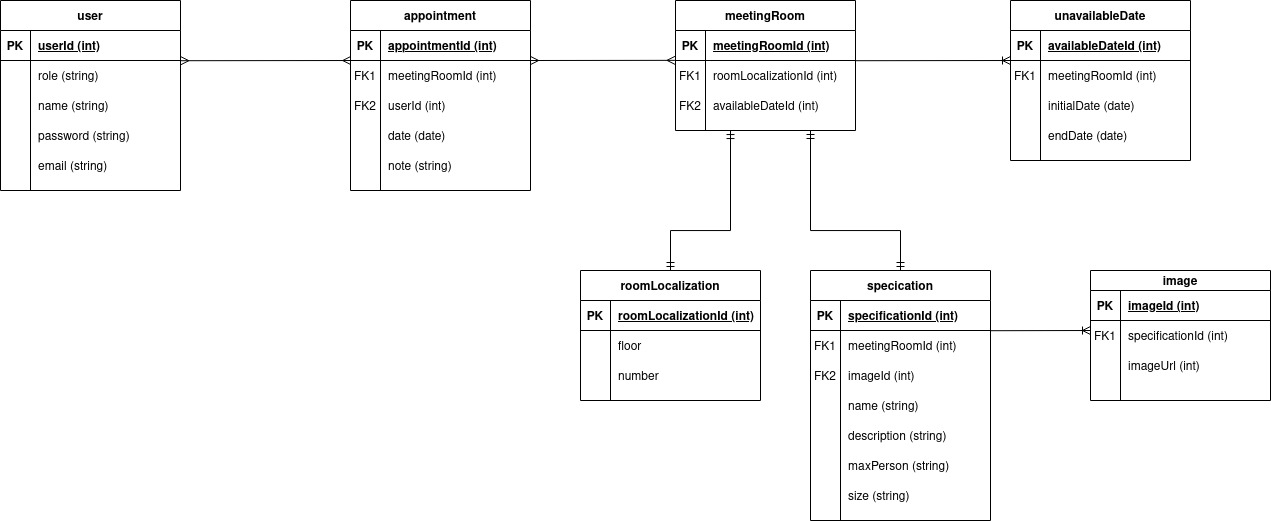 user
PK userId (int)
role (string)
name (string)
password (string)
email (string)
appointment
PK appointmentId (int)
FK1 meetingRoomId (int)
FK2 userId (int)
date (date)
note (string)
meetingRoom
PK meetingRoomId (int)
FK1 roomLocalizationId (int)
FK2 availableDateId (int)
unavailableDate
PK availableDateId (int)
FK1 meetingRoomId (int)
initialDate (date)
endDate (date)
roomLocalization
PK roomLocalizationId (int)
floor
number
specication
PK specificationId (int)
FK1 meetingRoomId (int)
FK2 imageId (int)
name (string)
description (string)
maxPerson (string)
size (string)
image
PK imageId (int)
FK1 specificationId (int)
imageUrl (int)